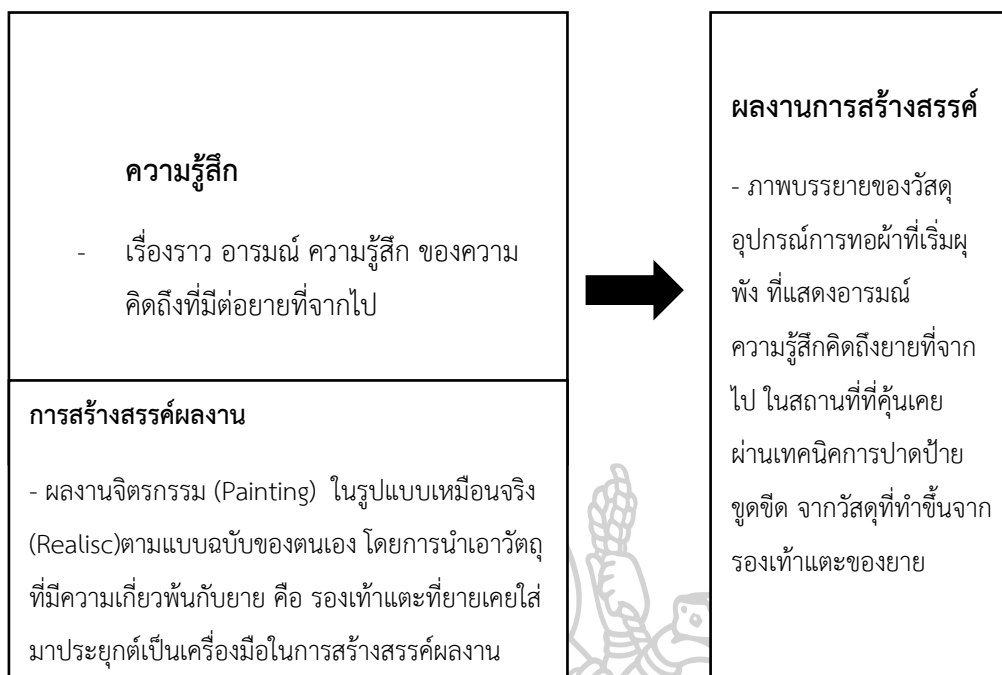 ความรู้สึก
- เรื่องราว อารมณ์ ความรู้สึก ของความ
คิดถึงที่มีต่อยายที่จากไป
การสร้างสรรค์ผลงาน
- ผลงานจิตรกรรม (Painting) ในรูปแบบเหมือนจริง
(Realisc)ตามแบบฉบับของตนเอง โดยการนำเอาวัตถุ
ที่มีความเกี่ยวพ้นกับยาย คือ รองเท้าแตะที่ยายเคยใส่
มาประยุกต์เป็นเครื่องมือในการสร้างสรรค์ผลงาน
ผลงานการสร้างสรรค์
- ภาพบรรยายของวัสดุ
อุปกรณ์การทอผ้าที่เริ่มผุ
พัง ที่แสดงอารมณ์
ความรู้สึกคิดถึงยายที่จาก
ไป ในสถานที่ที่คุ้นเคย
ผ่านเทคนิคการปาดป้าย
ขูดขีด จากวัสดุที่ทำขึ้นจาก
รองเท้าแตะของยาย